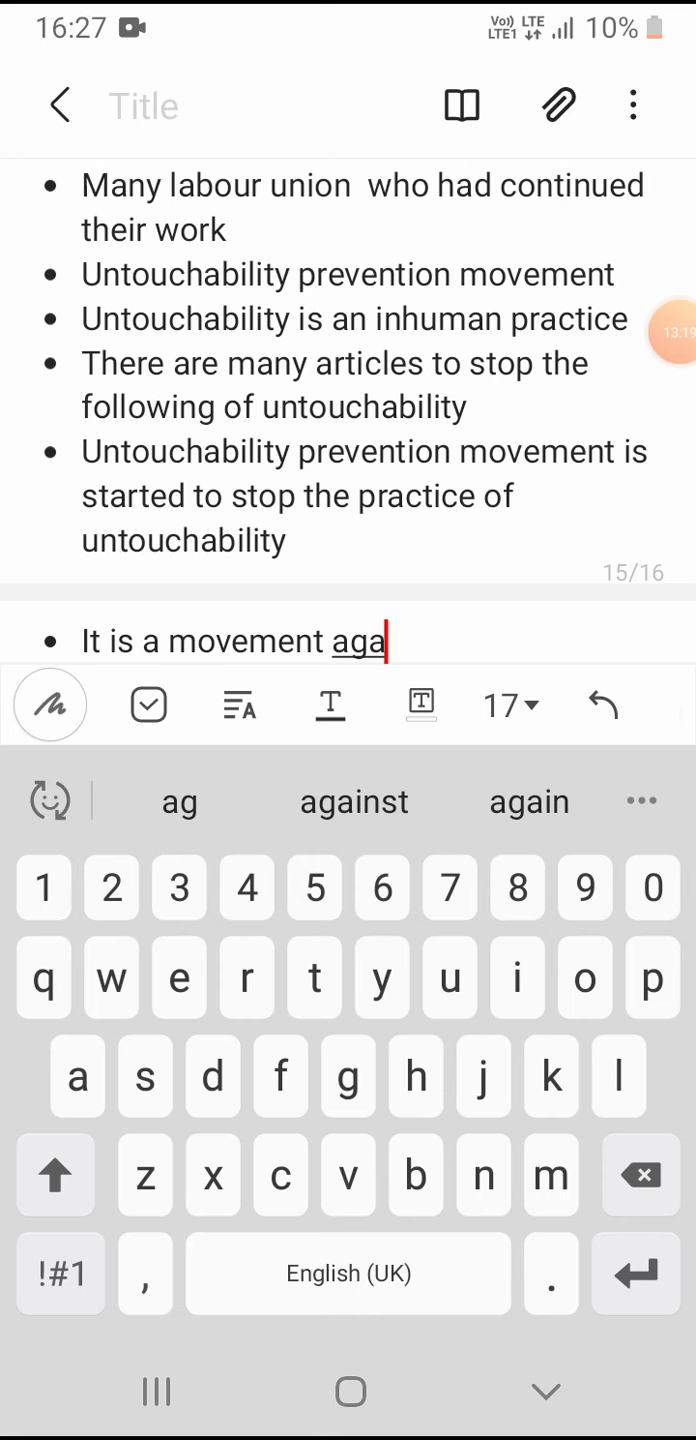 16:27 Vo) LTE LTE1 10%
Title
• Many labour union  who had continued
their work
• Untouchability prevention movement
• Untouchability is an inhuman practice
13:19
• There are many articles to stop the
following of untouchability
• Untouchability prevention movement is
started to stop the practice of
untouchability
15/16
• It is a movement aga
17
ag against again
1 2 3 4 5 6 7 8 9 0
q w e r t y u i o p
a s d f g h j k l
z x c v b n m
!#1 , English (UK) .